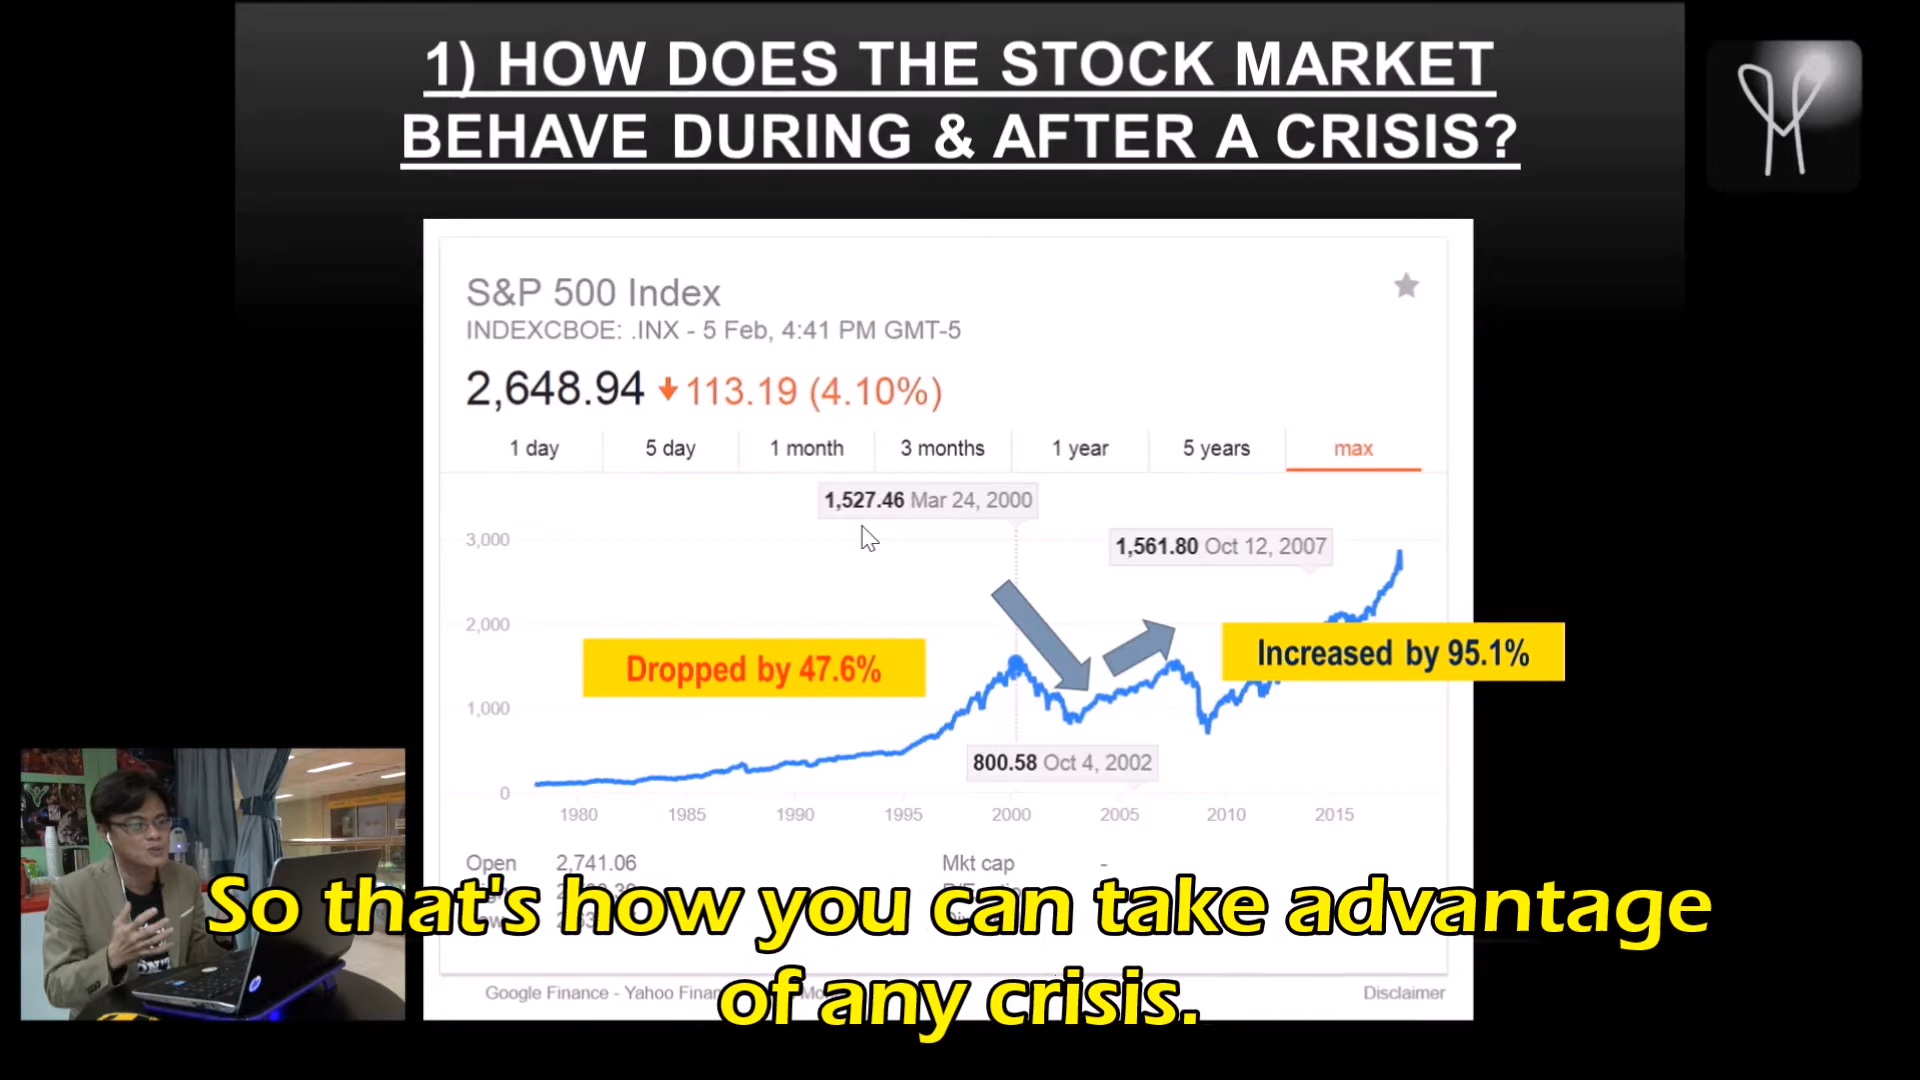 1) HOW DOES THE STOCK MARKET
BEHAVE DURING & AFTER A CRISIS?
S&P 500 Index
INDEXCBOE: .INX - 5 Feb, 4:41 PM GMT-5
2,648.94 113.19 (4.10%)
1 day 5 day 1 month 3 months 1 year 5 years max
1,527.46 Mar 24, 2000
3,000
1,561.80 Oct 12, 2007
2,000
Dropped by 47.6%
Increased by 95.1%
1,000
800.58 Oct 4, 2002
0
1980 1985 1990 1995 2000 2005 2010 2015
Open 2,741.06 Mkt cap -
So that's how you can take advantage
of any crisis.
Google Finance - Yahoo Disclaimer
hp